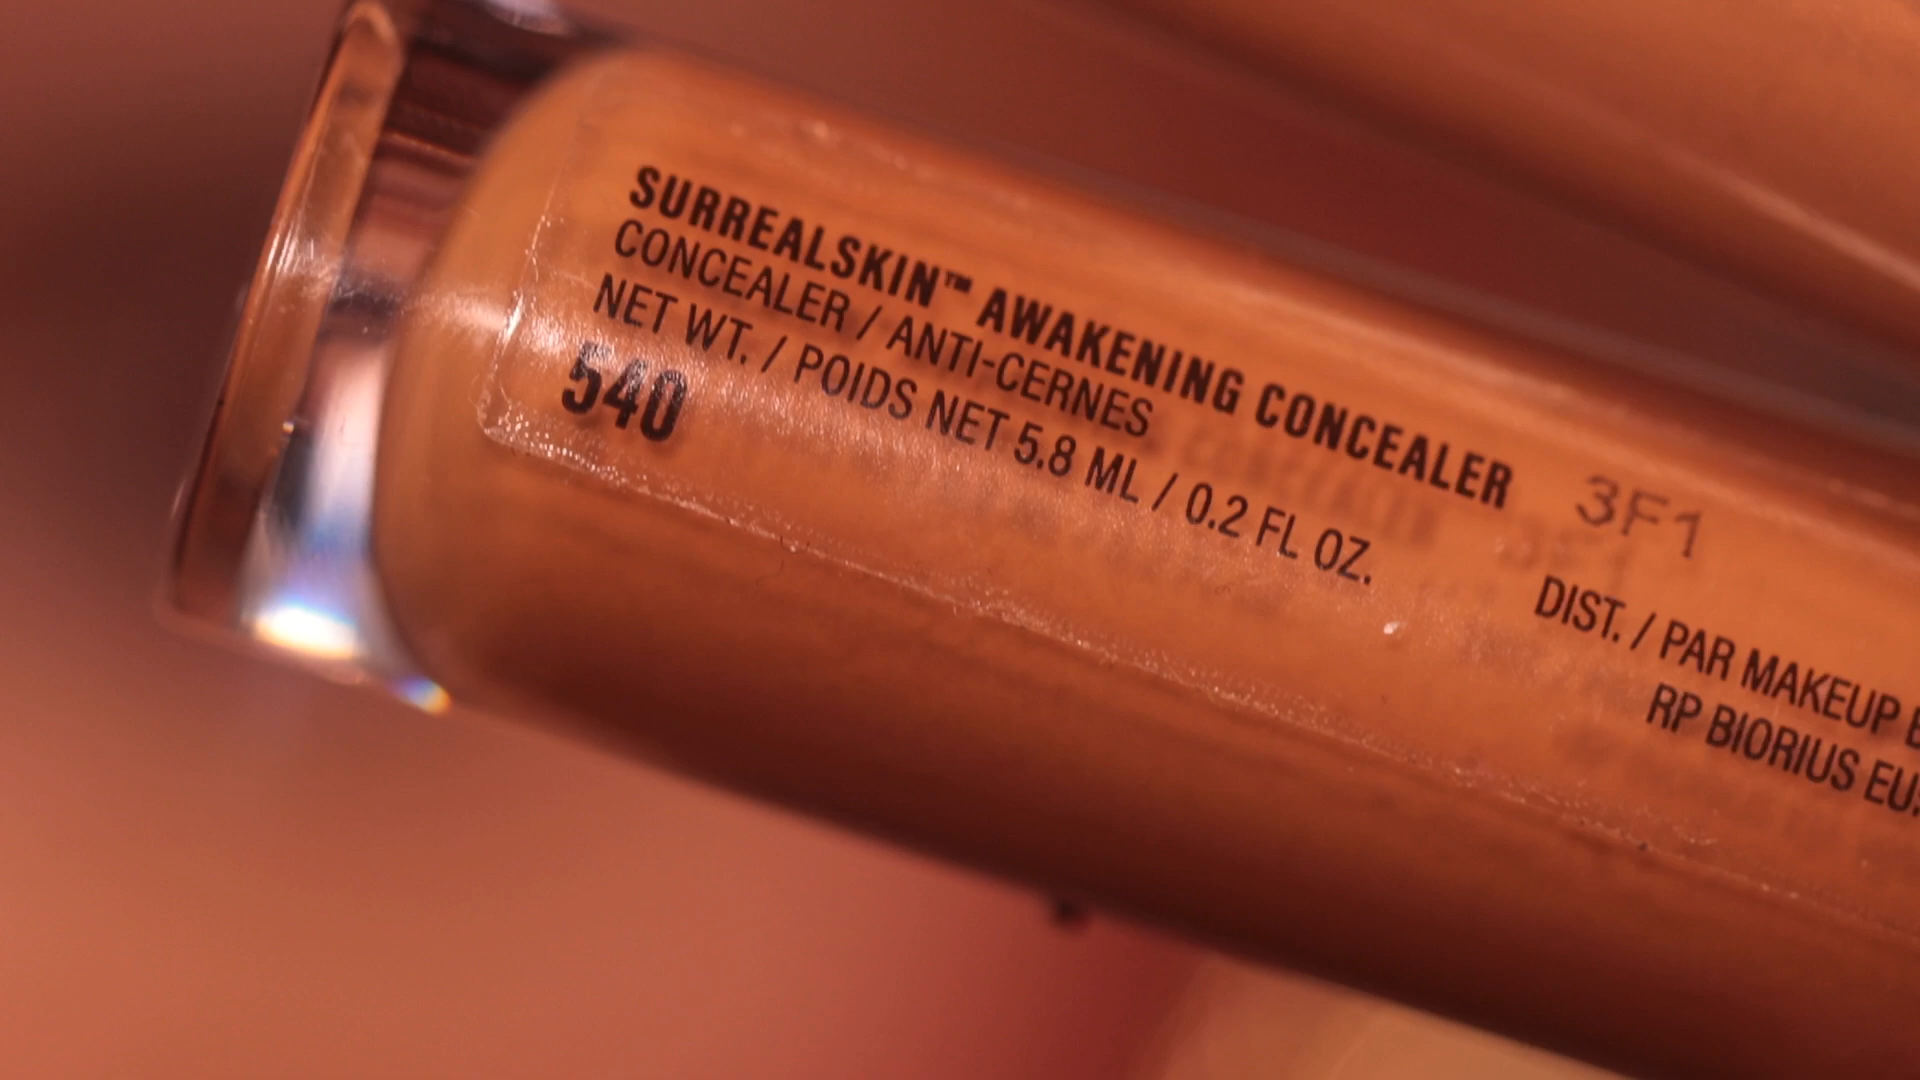 SURREALSKIN™ AWAKENING CONCEALER
CONCEALER / ANTI-CERNES
NET WT. / POIDS NET 5.8 ML / 0.2 FL OZ.
540
3F1
DIST. / PAR MAKEUP
RP BIORIUS